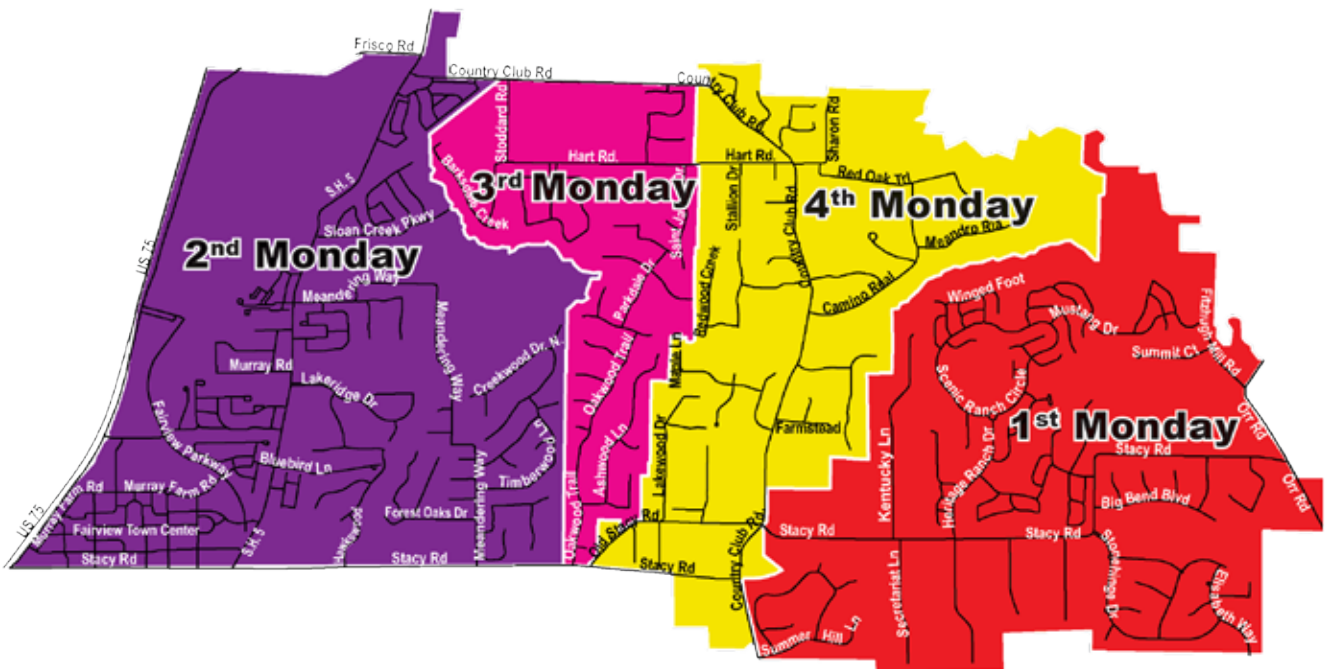 Frisco Rd
Country Club Rd
Country Club Rd
Stoddard Rd
Sharon Rd
Hart Rd.
Hart Rd.
Barksdale Creek
3rd Monday
Red Oak Trl
S.H. 5
Stallion Dr
Country Club Rd
4th Monday
Sloan Creek Pkwy
Meandro Ria
US 75
2nd Monday
Redwood Creek
Parkdale Dr
Camino Real
Winged Foot
Meandering Way
Mustang Dr
Fitzhugh Mill Rd
Meandering Way
Summit Ct
Murray Rd
Maple Ln
Creekwood Dr. N.
Lakeridge Dr
Oakwood Trail
Scenic Ranch Circle
Orr Rd
1st Monday
Farmstead
Fairview Parkway
Timberwood Ln
Ashwood Ln
Lakewood Dr
Kentucky Ln
Heritage Ranch Dr
Stacy Rd
Bluebird Ln
Meandering Way
Murray Farm Rd
Murray Farm Rd
Big Bend Blvd
Orr Rd
US 75
Fairview Town Center
Forest Oaks Dr
Hawkswood
Oakwood Trail
Old Stacy Rd
Stacy Rd
Stacy Rd
S.H. 5
Stacy Rd
Stacy Rd
Stacy Rd
Country Club Rd
Secretariat Ln
Stonehinge Dr
Elisabeth Way
Summer Hill Ln